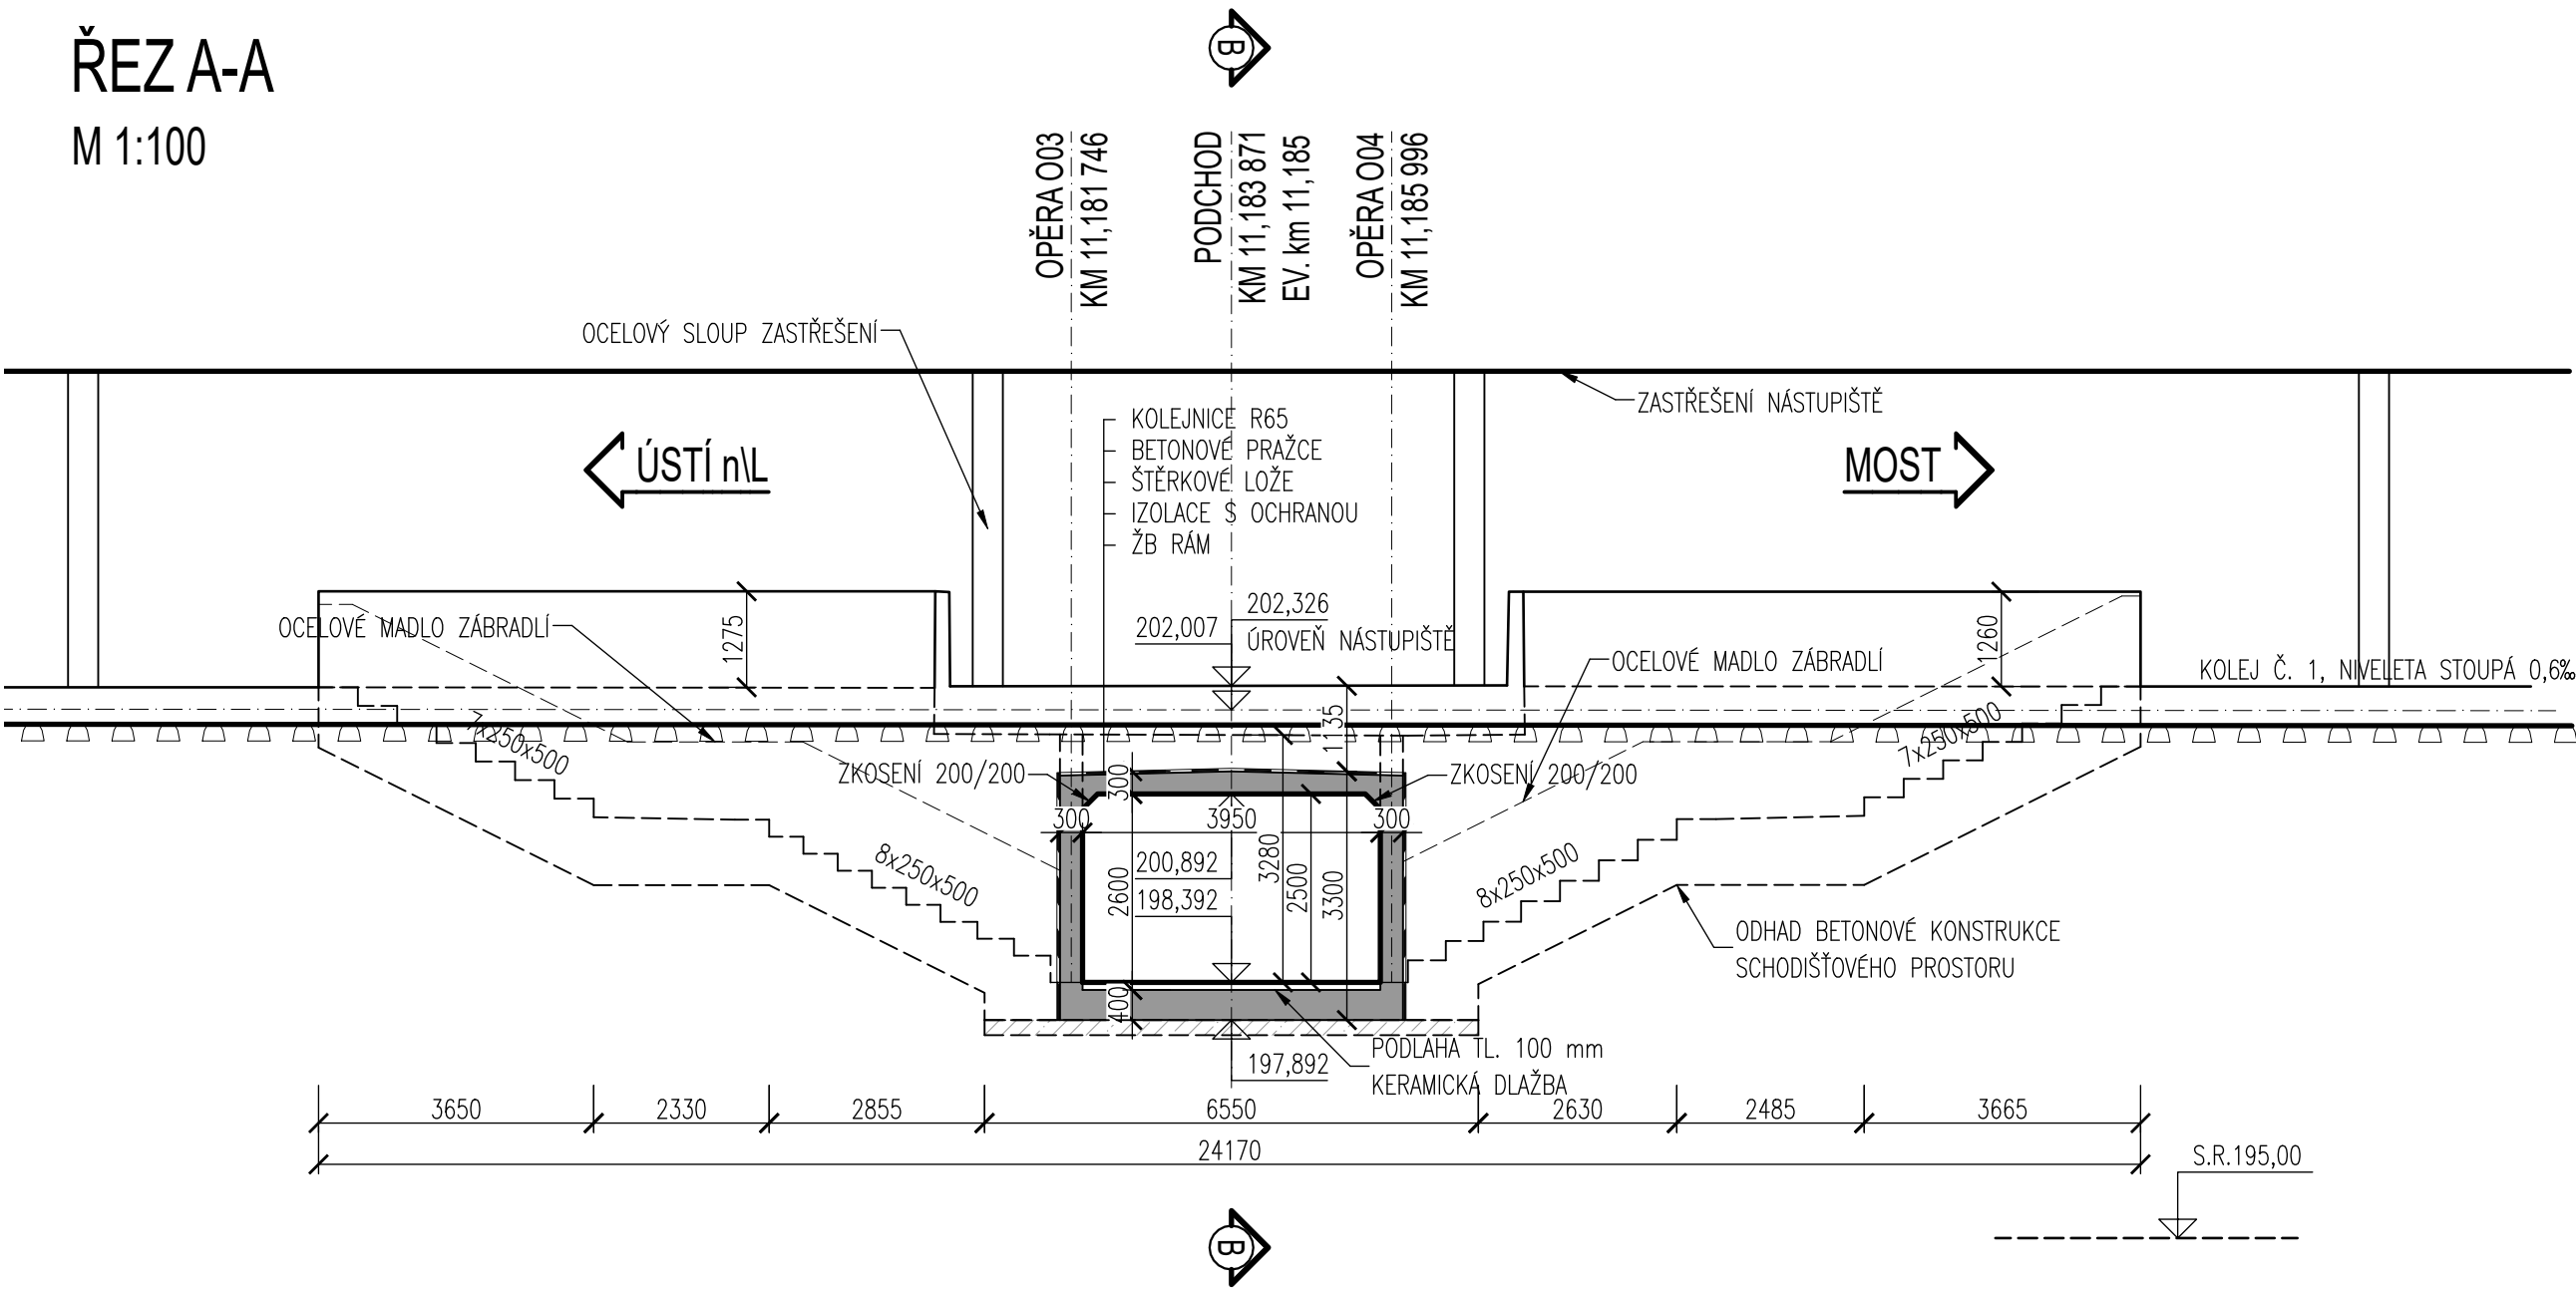 ŘEZ A-A
M 1:100
B
OPĚRA O03
KM 11,181 746
PODCHOD
KM 11,183 871
EV. km 11,185
OPĚRA O04
KM 11,185 996
OCELOVÝ SLOUP ZASTŘEŠENÍ
ZASTŘEŠENÍ NÁSTUPIŠTĚ
KOLEJNICE R65
BETONOVÉ PRAŽCE
ŠTĚRKOVÉ LOŽE
IZOLACE S OCHRANOU
ŽB RÁM
ÚSTÍ n\L
MOST
OCELOVÉ MADLO ZÁBRADLÍ
1275
202,007
202,326
ÚROVEŇ NÁSTUPIŠTĚ
OCELOVÉ MADLO ZÁBRADLÍ
1260
KOLEJ Č. 1, NIVELETA STOUPÁ 0,6‰
7x250x500
1135
7x250x500
ZKOSENÍ 200/200
300
ZKOSENÍ 200/200
300
3950
300
8x250x500
2600
200,892
198,392
3280
2500
3300
8x250x500
ODHAD BETONOVÉ KONSTRUKCE
SCHODIŠŤOVÉHO PROSTORU
400
197,892
PODLAHA TL. 100 mm
KERAMICKÁ DLAŽBA
3650
2330
2855
6550
2630
2485
3665
24170
S.R.195,00
B